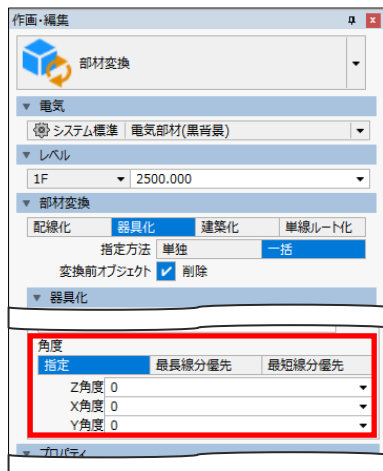 作画・編集
部材変換
電気
システム標準 電気部材(黒背景)
レベル
1F 2500.000
部材変換
配線化 器具化 建築化 単線ルート化
指定方法 単独 一括
変換前オブジェクト 削除
器具化
角度
指定 最長線分優先 最短線分優先
Z角度 0
X角度 0
Y角度 0
プロパティ